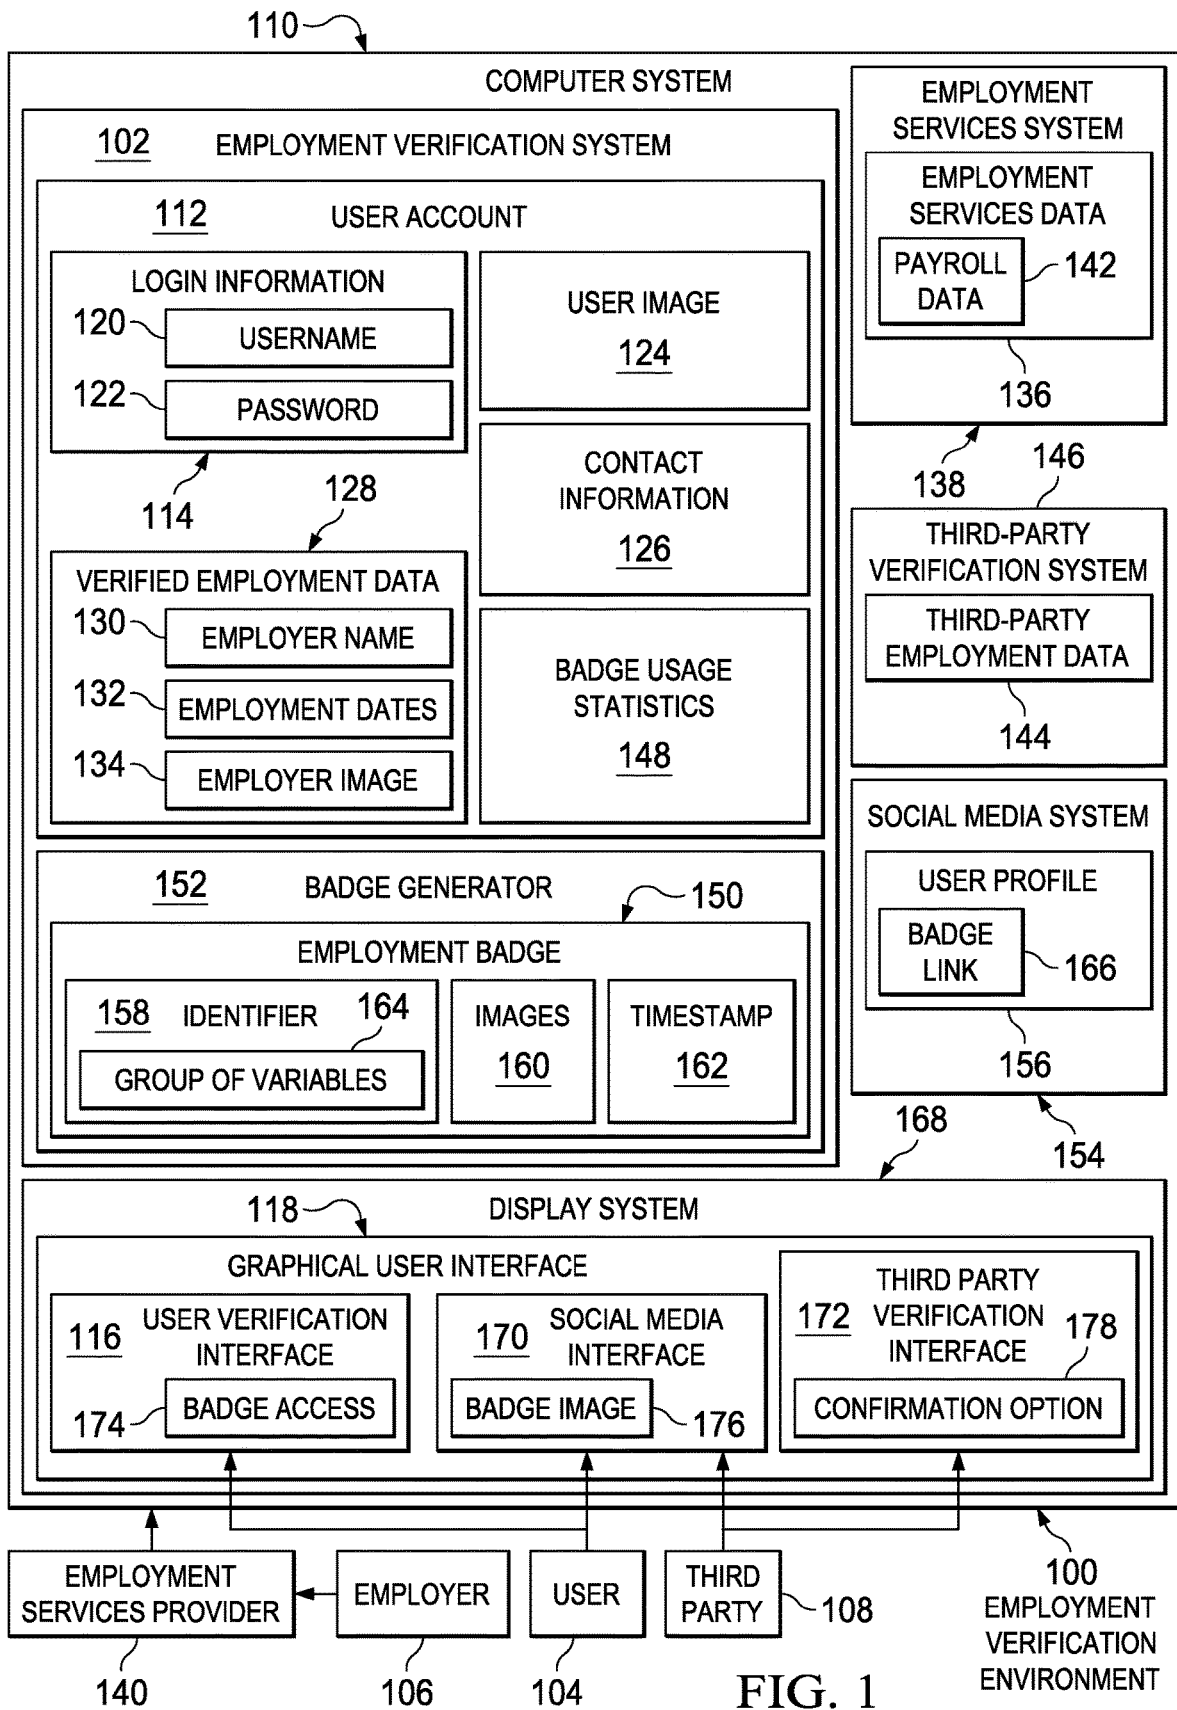 110
COMPUTER SYSTEM
102 EMPLOYMENT VERIFICATION SYSTEM
112 USER ACCOUNT
LOGIN INFORMATION
120 USERNAME
122 PASSWORD
114
USER IMAGE
124
CONTACT
INFORMATION
126
128
VERIFIED EMPLOYMENT DATA
130 EMPLOYER NAME
132 EMPLOYMENT DATES
134 EMPLOYER IMAGE
BADGE USAGE
STATISTICS
148
EMPLOYMENT
SERVICES SYSTEM
EMPLOYMENT
SERVICES DATA
PAYROLL
DATA
142
136
138
146
THIRD-PARTY
VERIFICATION SYSTEM
THIRD-PARTY
EMPLOYMENT DATA
144
SOCIAL MEDIA SYSTEM
USER PROFILE
BADGE
LINK
166
156
154
152 BADGE GENERATOR
150
EMPLOYMENT BADGE
158 IDENTIFIER
164
GROUP OF VARIABLES
IMAGES
160
TIMESTAMP
162
168
DISPLAY SYSTEM
118
GRAPHICAL USER INTERFACE
116 USER VERIFICATION
INTERFACE
174 BADGE ACCESS
170 SOCIAL MEDIA
INTERFACE
BADGE IMAGE 176
THIRD PARTY
172 VERIFICATION
INTERFACE
178
CONFIRMATION OPTION
EMPLOYMENT
SERVICES PROVIDER
140
EMPLOYER
106
USER
104
THIRD
PARTY
108
100
EMPLOYMENT
VERIFICATION
ENVIRONMENT
FIG. 1